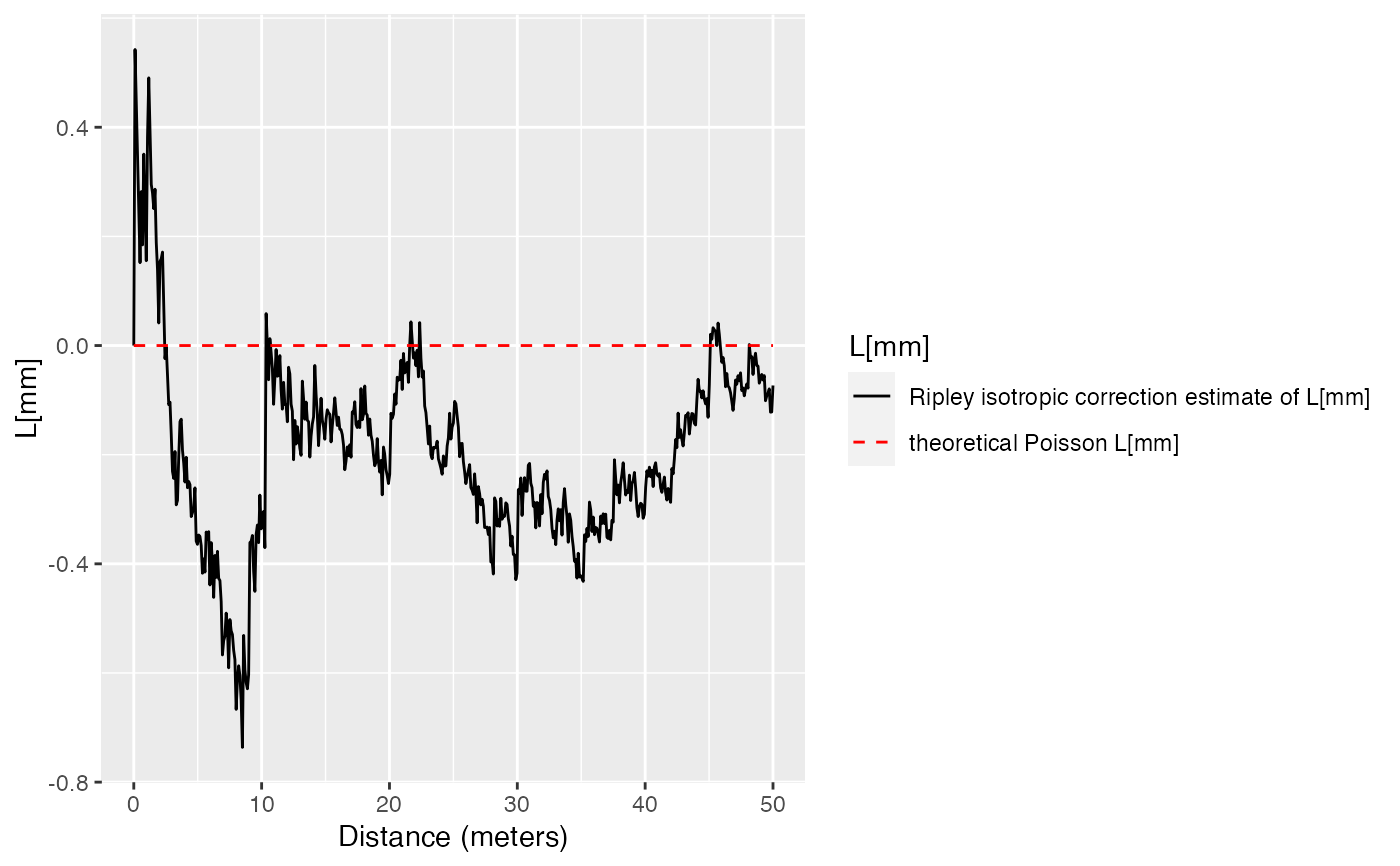 0.4
0.0
-0.4
-0.8
L[mm]
0 10 20 30 40 50
Distance (meters)
L[mm]
Ripley isotropic correction estimate of L[mm]
theoretical Poisson L[mm]